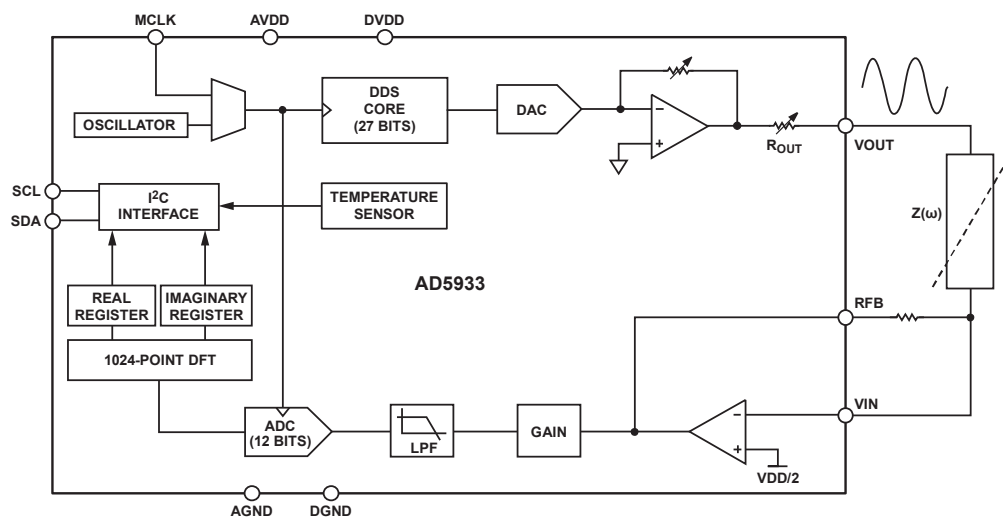 MCLK
AVDD
DVDD
DDS
CORE
(27 BITS)
DAC
OSCILLATOR
ROUT
VOUT
SCL
SDA
I2C
INTERFACE
TEMPERATURE
SENSOR
Z(ω)
AD5933
REAL
REGISTER
IMAGINARY
REGISTER
RFB
1024-POINT DFT
VIN
ADC
(12 BITS)
LPF
GAIN
VDD/2
AGND
DGND